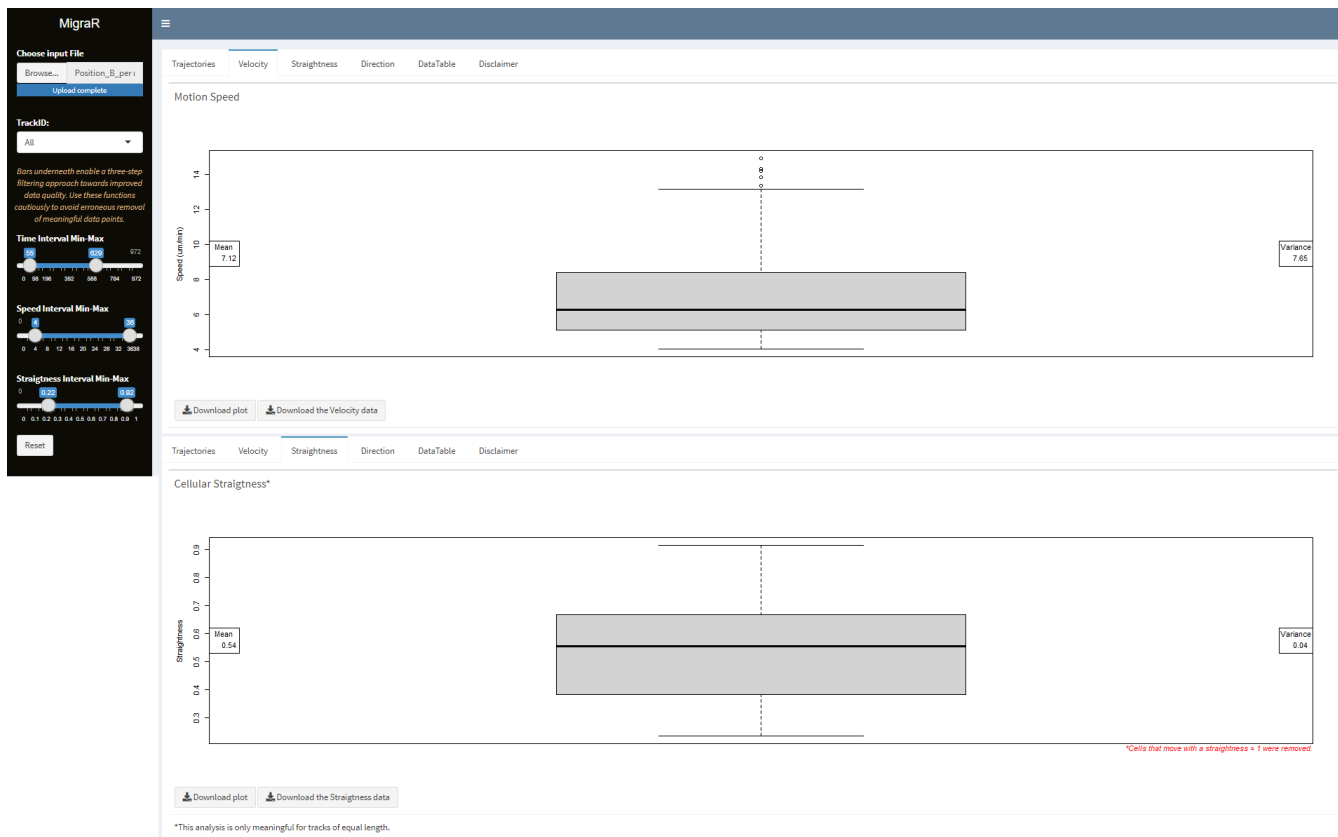 MigraR
Choose input File
Browse... Position_B_per
Upload complete
TrackID:
All
Bars underneath enable a three-step
filtering approach towards improved
data quality. Use these functions
cautiously to avoid erroneous removal
of meaningful data points.
Time Interval Min-Max
55 629 972
0 98 196 392 588 784 972
Speed Interval Min-Max
0 4 36
0 4 8 12 16 20 24 28 32 3638
Straigtness Interval Min-Max
0 0.22 0.92
0 0.1 0.2 0.3 0.4 0.5 0.6 0.7 0.8 0.9 1
Reset
Trajectories Velocity Straightness Direction DataTable Disclaimer
Motion Speed
Speed (um/min)
14
12
10
8
6
4
Mean
7.12
Variance
7.65
Download plot Download the Velocity data
Trajectories Velocity Straightness Direction DataTable Disclaimer
Cellular Straigtness*
Straightness
0.9
0.8
0.7
0.6
0.5
0.4
0.3
Mean
0.54
Variance
0.04
*Cells that move with a straightness = 1 were removed.
Download plot Download the Straigtness data
*This analysis is only meaningful for tracks of equal length.